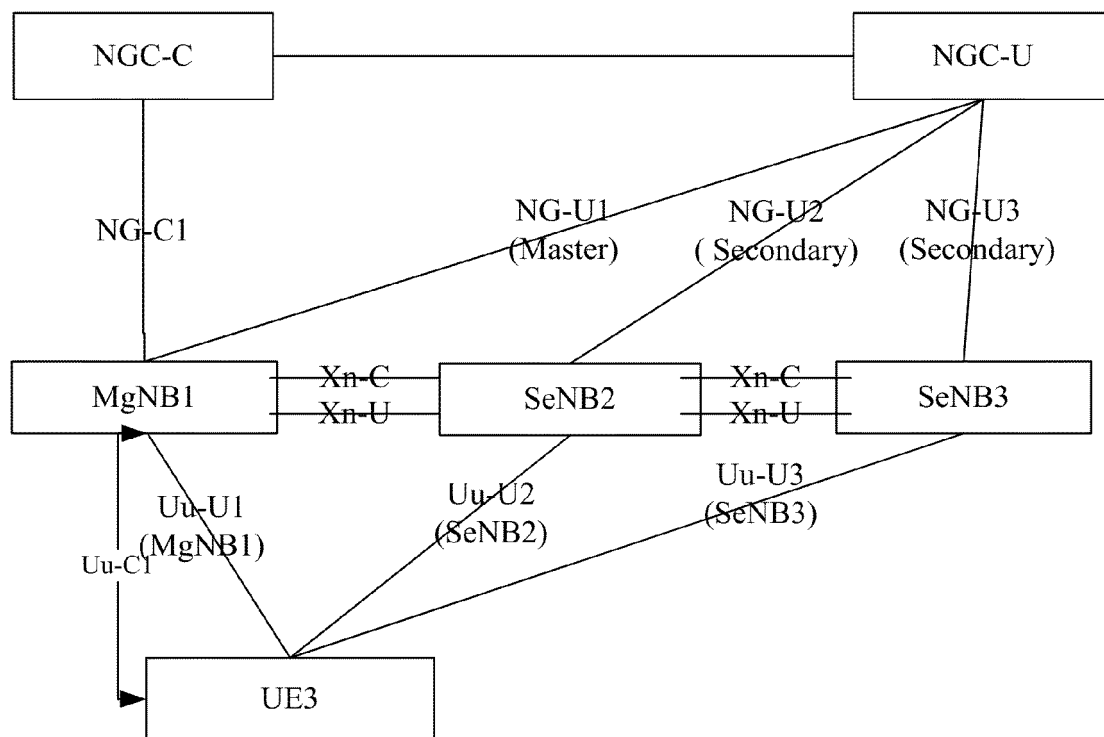 NGC-C
NGC-U
NG-C1
NG-U1
(Master)
NG-U2
( Secondary)
NG-U3
(Secondary)
MgNB1
Xn-C
Xn-U
SeNB2
Xn-C
Xn-U
SeNB3
Uu-C1
Uu-U1
(MgNB1)
Uu-U2
(SeNB2)
Uu-U3
(SeNB3)
UE3